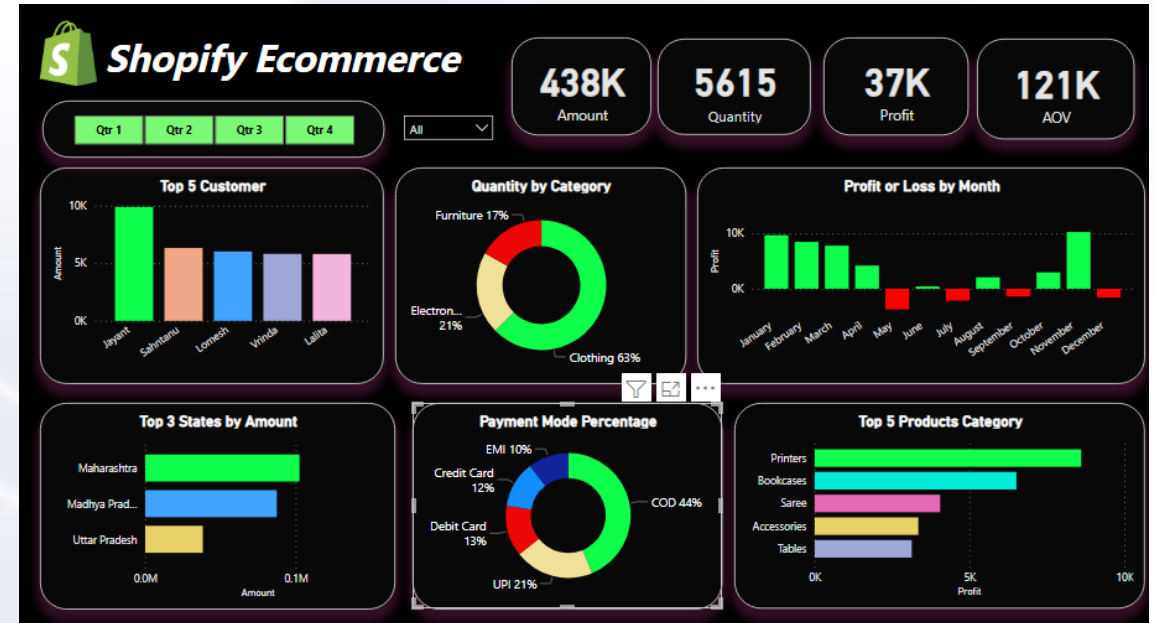 Shopify Ecommerce
438K
Amount
5615
Quantity
37K
Profit
121K
AOV
Qtr 1
Qtr 2
Qtr 3
Qtr 4
All
Top 5 Customer
10K
5K
0K
Amount
Jayant
Sahntanu
Lomesh
Vrinda
Lalita
Quantity by Category
Furniture 17%
Electron...
21%
Clothing 63%
Profit or Loss by Month
10K
0K
Profit
January
February
March
April
May
June
July
August
September
October
November
December
Top 3 States by Amount
Maharashtra
Madhya Prad...
Uttar Pradesh
0.0M
0.1M
Amount
Payment Mode Percentage
EMI 10%
Credit Card
12%
Debit Card
13%
UPI 21%
COD 44%
Top 5 Products Category
Printers
Bookcases
Saree
Accessories
Tables
0K
5K
10K
Profit